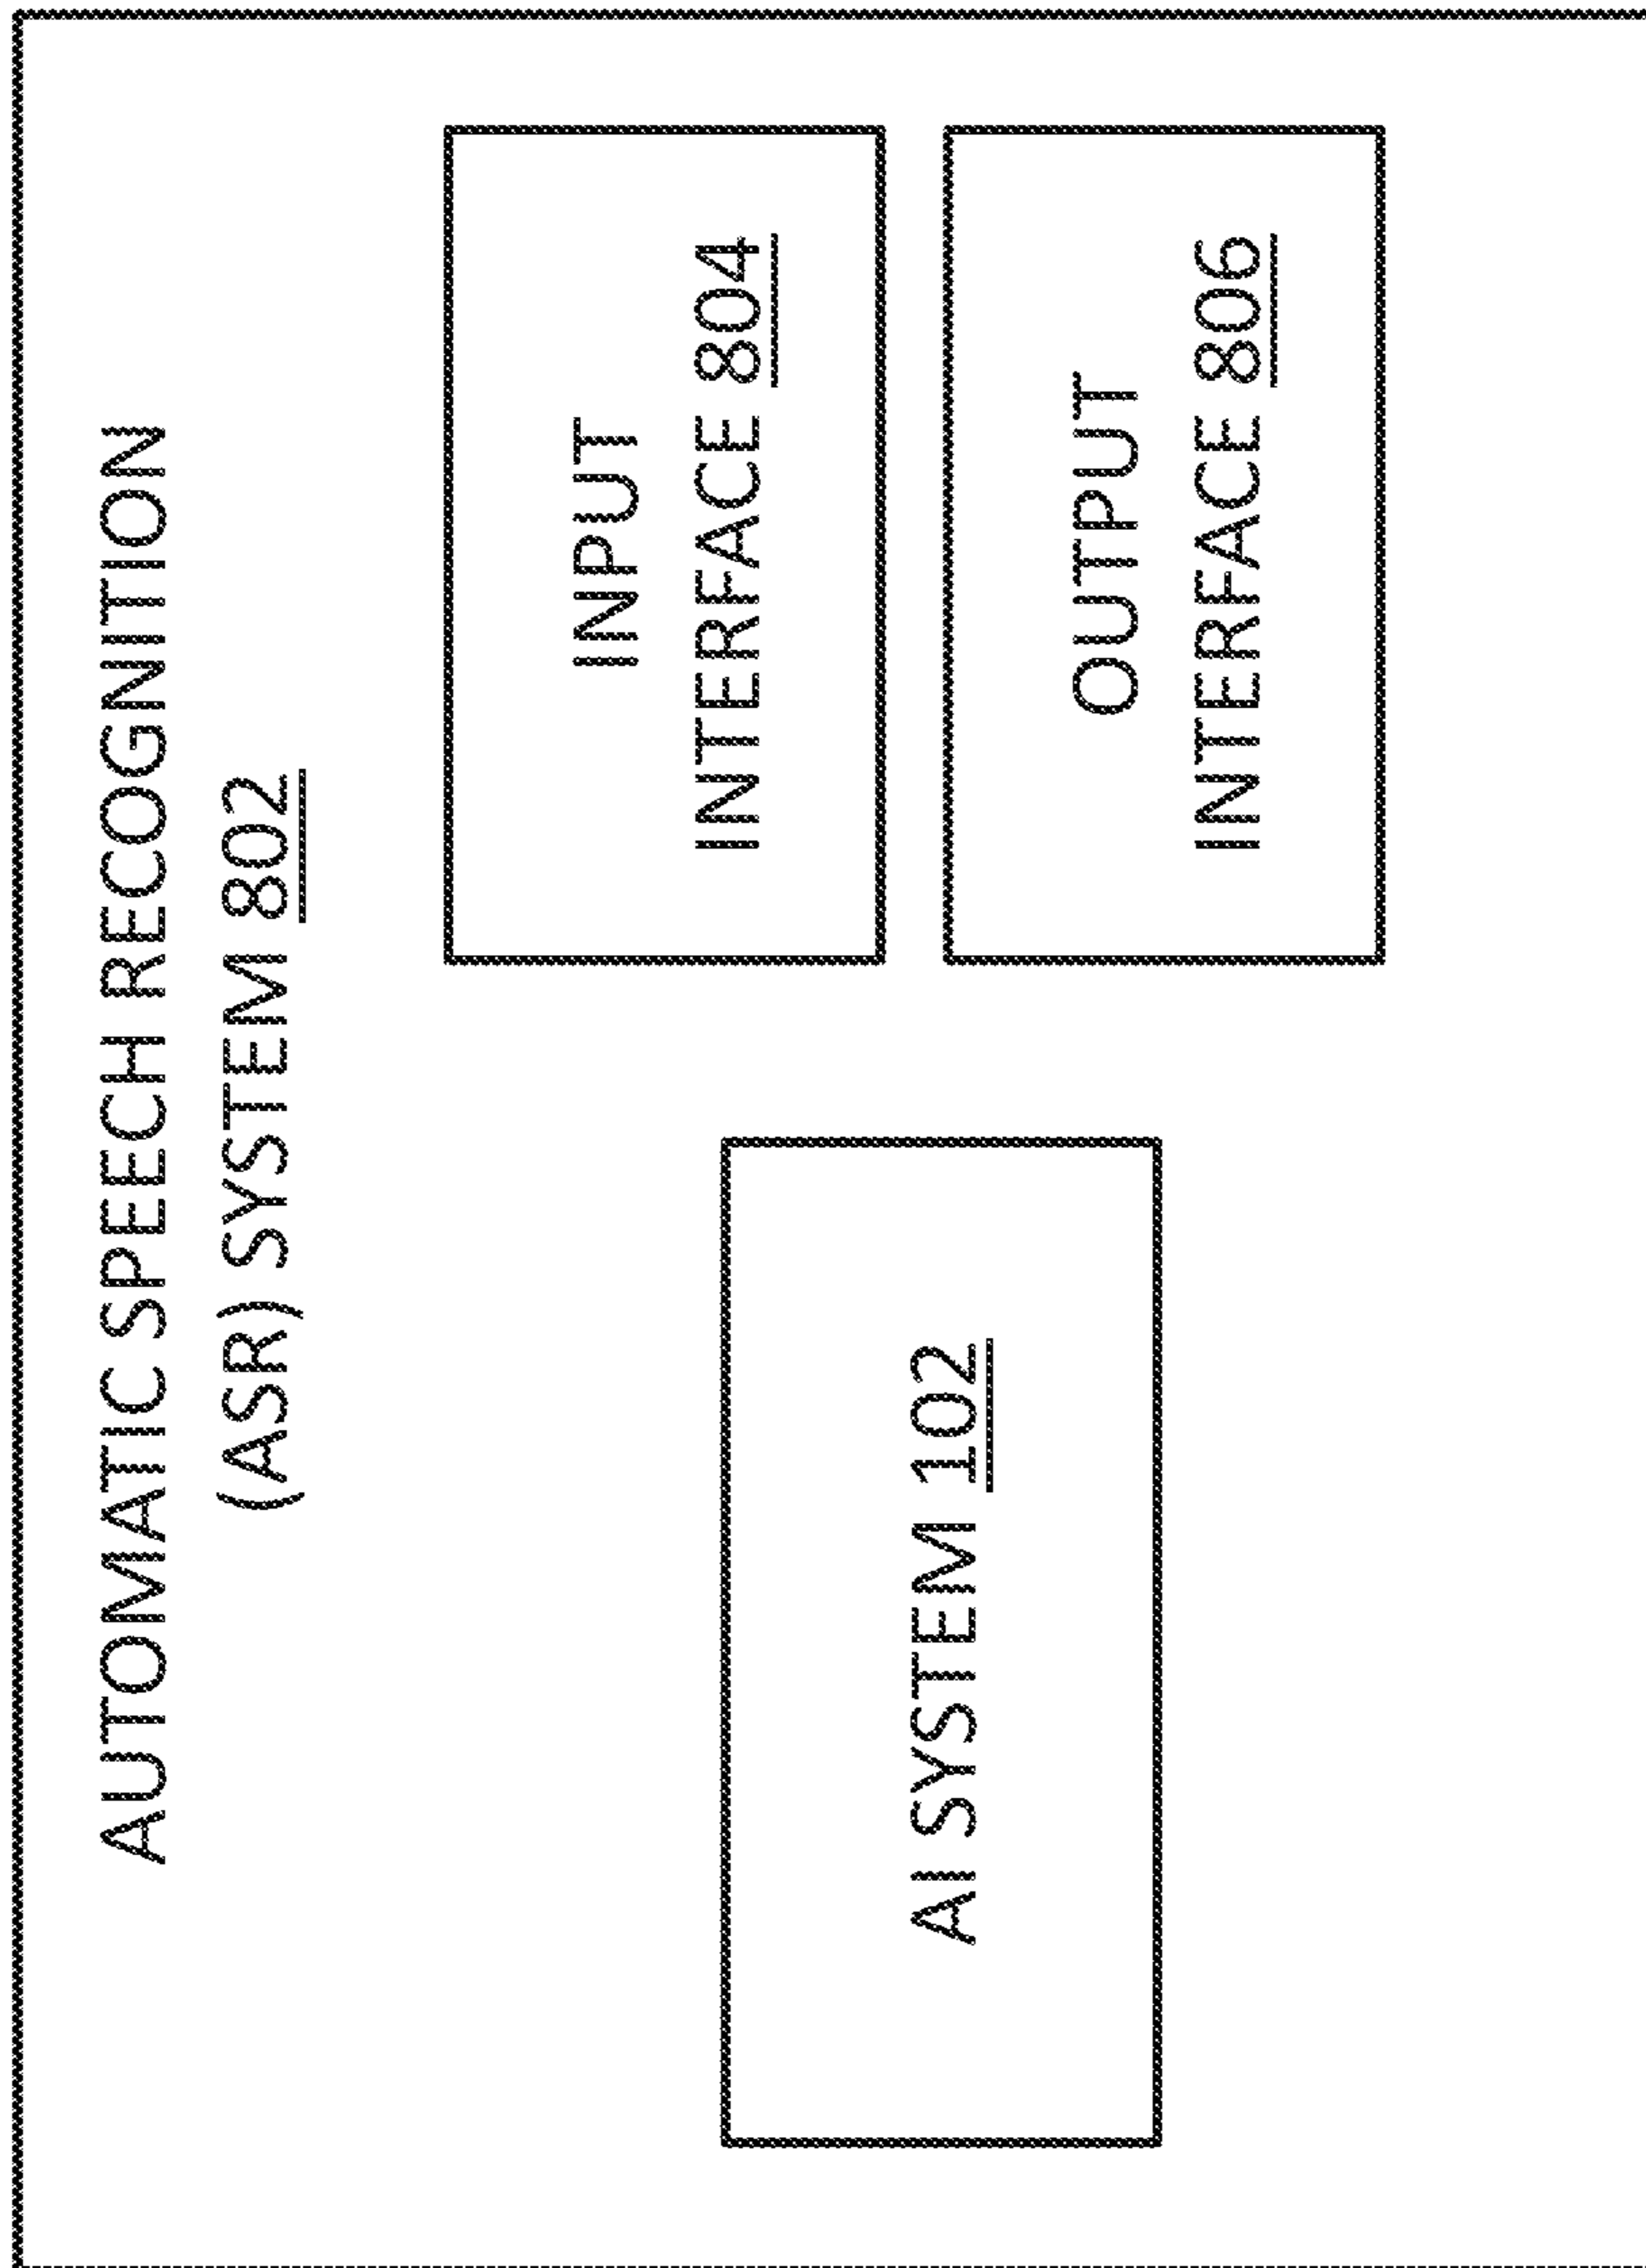 AUTOMATIC SPEECH RECOGNITION
(ASR) SYSTEM 802
AI SYSTEM 102
INPUT
INTERFACE 804
OUTPUT
INTERFACE 806